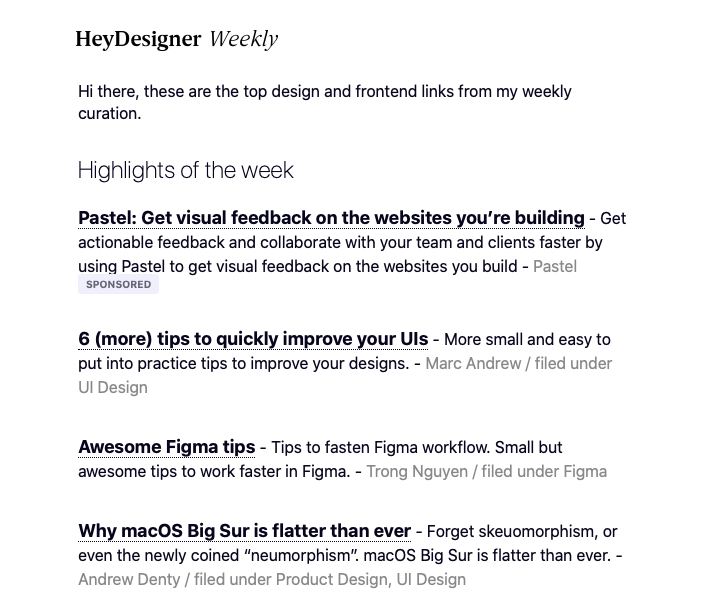 HeyDesigner Weekly
Hi there, these are the top design and frontend links from my weekly
curation.
Highlights of the week
Pastel: Get visual feedback on the websites you’re building - Get
actionable feedback and collaborate with your team and clients faster by
using Pastel to get visual feedback on the websites you build - Pastel
SPONSORED
6 (more) tips to quickly improve your UIs - More small and easy to
put into practice tips to improve your designs. - Marc Andrew / filed under
UI Design
Awesome Figma tips - Tips to fasten Figma workflow. Small but
awesome tips to work faster in Figma. - Trong Nguyen / filed under Figma
Why macOS Big Sur is flatter than ever - Forget skeuomorphism, or
even the newly coined “neumorphism”. macOS Big Sur is flatter than ever. -
Andrew Denty / filed under Product Design, UI Design